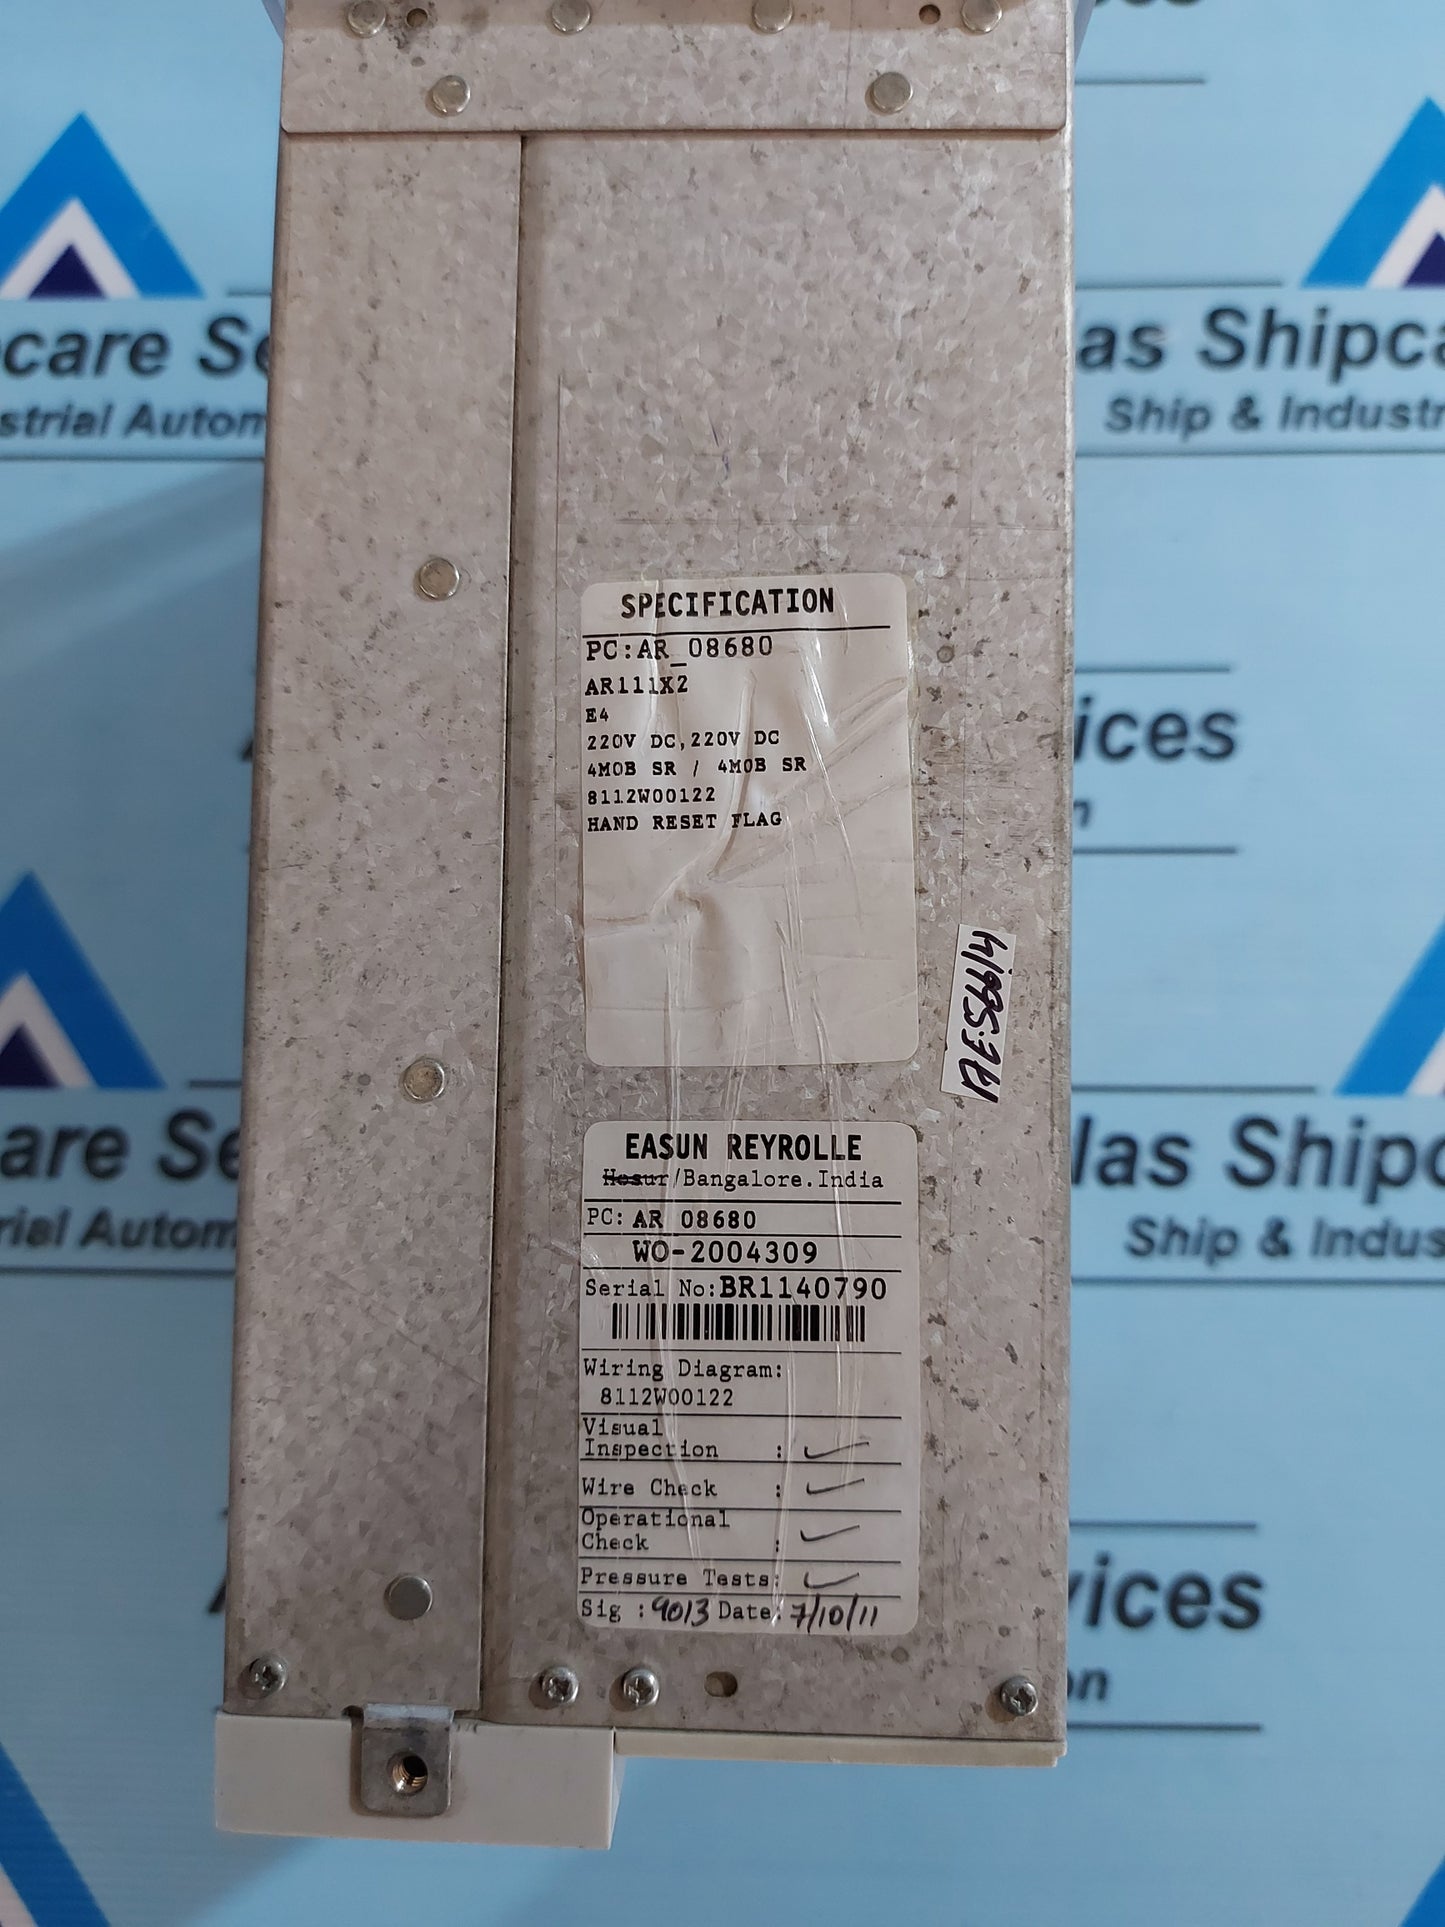 SPECIFICATION
PC:AR_08680
AR111X2
E4
220V DC,220V DC
4MOB SR / 4MOB SR
8112W00122
HAND RESET FLAG
EASUN REYROLLE
Hosur/Bangalore.India
PC: AR 08680
WO-2004309
Serial No:BR1140790
Wiring Diagram:
8112W00122
Visual
Inspection :
Wire Check :
Operational
Check :
Pressure Tests:
Sig : 9013 Date: 7/10/11
pcare Se
las Shipca
strial Autom
Ship & Industr
ices
n
care Se
las Shipc
rial Autom
Ship & Indus
vices
on